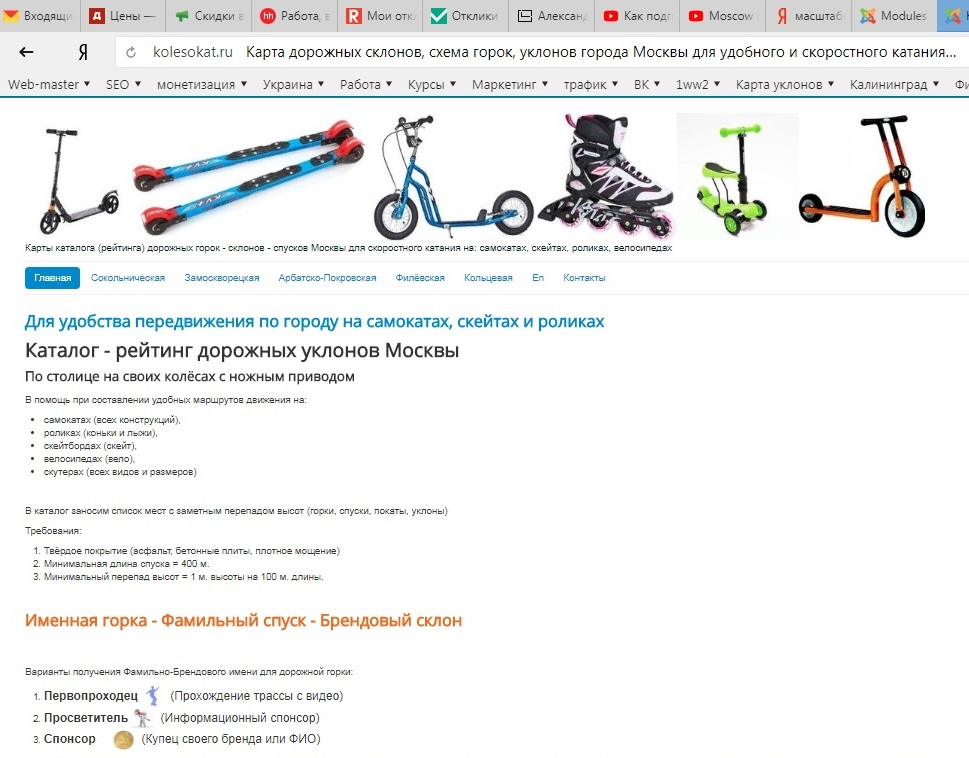 Входящи
Цены —
Скидки в
Работа, в
Мои откл
Отклики
Александ
Как подг
Moscow
масштаб
Modules
kolesokat.ru Карта дорожных склонов, схема горок, уклонов города Москвы для удобного и скоростного катания...
Web-master SEO монетизация Украина Работа Курсы Маркетинг трафик ВК 1ww2 Карта уклонов Калининград Фи
Карты каталога (рейтинга) дорожных горок - склонов - спусков Москвы для скоростного катания на: самокатах, скейтах, роликах, велосипедах
Главная Сокольническая Замоскворецкая Арбатско-Покровская Филёвская Кольцевая En Контакты
Для удобства передвижения по городу на самокатах, скейтах и роликах
Каталог - рейтинг дорожных уклонов Москвы
По столице на своих колёсах с ножным приводом
В помощь при составлении удобных маршрутов движения на:
самокатах (всех конструкций),
роликах (коньки и лыжи),
скейтбордах (скейт),
велосипедах (вело),
скутерах (всех видов и размеров)
В каталог заносим список мест с заметным перепадом высот (горки, спуски, покаты, уклоны)
Требования:
1. Твёрдое покрытие (асфальт, бетонные плиты, плотное мощение)
2. Минимальная длина спуска = 400 м.
3. Минимальный перепад высот = 1 м. высоты на 100 м. длины.
Именная горка - Фамильный спуск - Брендовый склон
Варианты получения Фамильно-Брендового имени для дорожной горки:
1. Первопроходец (Прохождение трассы с видео)
2. Просветитель (Информационный спонсор)
3. Спонсор (Купец своего бренда или ФИО)